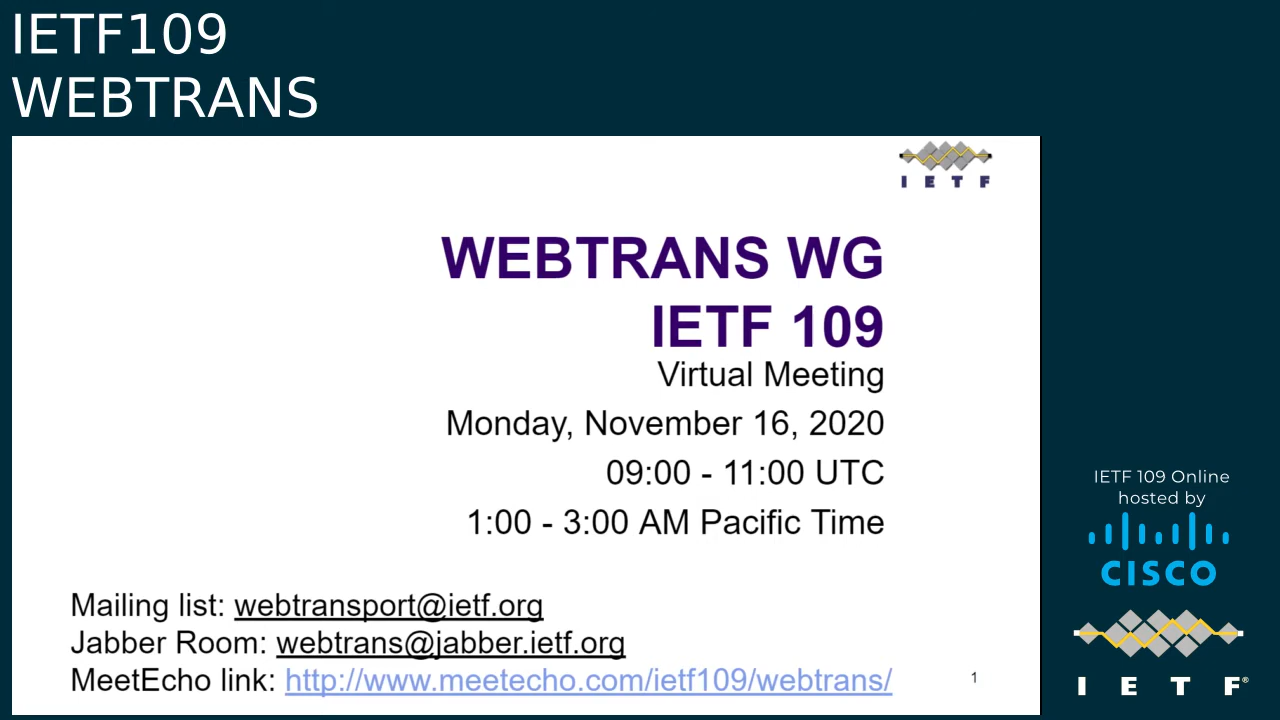 IETF109
WEBTRANS
I E T F
WEBTRANS WG
IETF 109
Virtual Meeting
Monday, November 16, 2020
09:00 - 11:00 UTC
1:00 - 3:00 AM Pacific Time
Mailing list: webtransport@ietf.org
Jabber Room: webtrans@jabber.ietf.org
MeetEcho link: http://www.meetecho.com/ietf109/webtrans/
1
IETF 109 Online
hosted by
CISCO
I E T F®